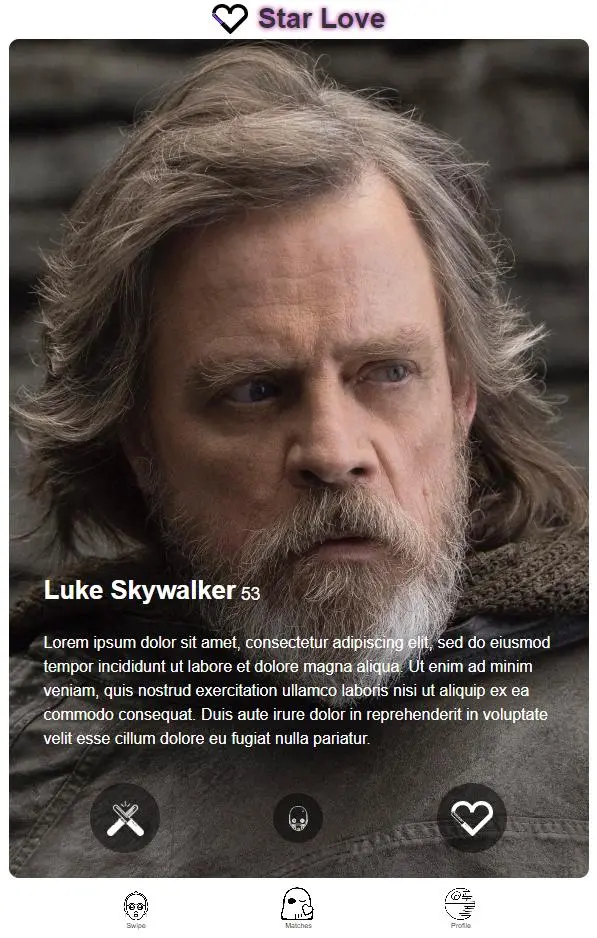 Star Love
Luke Skywalker 53
Lorem ipsum dolor sit amet, consectetur adipiscing elit, sed do eiusmod
tempor incididunt ut labore et dolore magna aliqua. Ut enim ad minim
veniam, quis nostrud exercitation ullamco laboris nisi ut aliquip ex ea
commodo consequat. Duis aute irure dolor in reprehenderit in voluptate
velit esse cillum dolore eu fugiat nulla pariatur.
Swipe Matches Profile